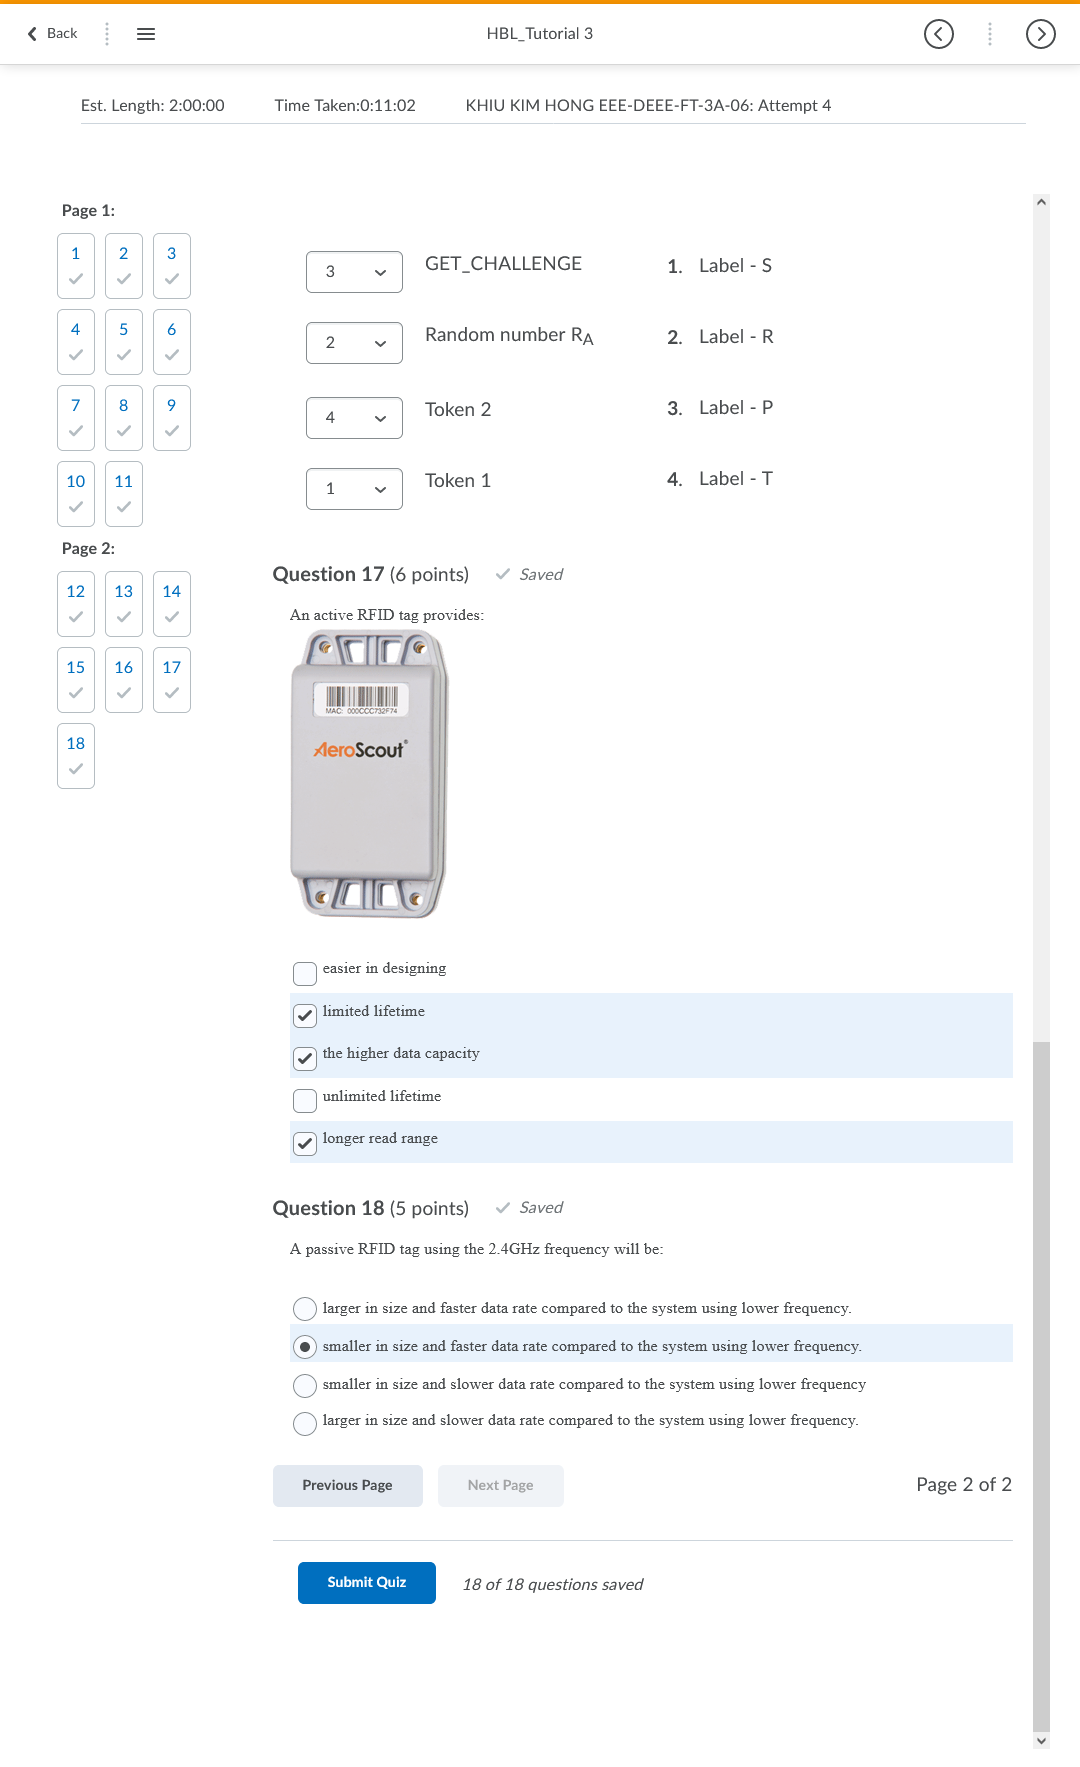 Back
HBL_Tutorial 3
Est. Length: 2:00:00 Time Taken:0:11:02 KHIU KIM HONG EEE-DEEE-FT-3A-06: Attempt 4
Page 1:
1 2 3
4 5 6
7 8 9
10 11
Page 2:
12 13 14
15 16 17
18
3 GET_CHALLENGE 1. Label - S
2 Random number RA 2. Label - R
4 Token 2 3. Label - P
1 Token 1 4. Label - T
Question 17 (6 points) Saved
An active RFID tag provides:
MAC: 000CCC732F74
AeroScout
easier in designing
limited lifetime
the higher data capacity
unlimited lifetime
longer read range
Question 18 (5 points) Saved
A passive RFID tag using the 2.4GHz frequency will be:
larger in size and faster data rate compared to the system using lower frequency.
smaller in size and faster data rate compared to the system using lower frequency.
smaller in size and slower data rate compared to the system using lower frequency
larger in size and slower data rate compared to the system using lower frequency.
Previous Page Next Page Page 2 of 2
Submit Quiz 18 of 18 questions saved